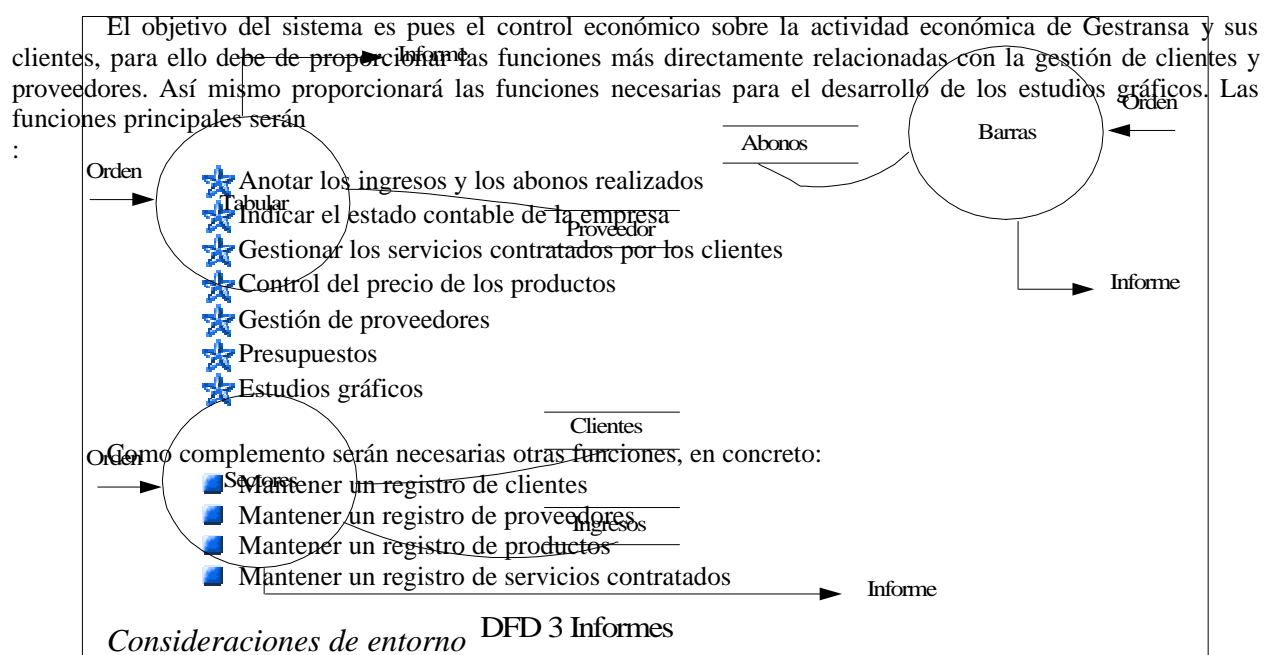 El objetivo del sistema es pues el control económico sobre la actividad económica de Gestransa y sus
clientes, para ello debe de proporcionar las funciones más directamente relacionadas con la gestión de clientes y
proveedores. Así mismo proporcionará las funciones necesarias para el desarrollo de los estudios gráficos. Las
funciones principales serán
:
Informe
Orden
Barras
Abonos
Orden
Anotar los ingresos y los abonos realizados
Tabular
Indicar el estado contable de la empresa
Proveedor
Gestionar los servicios contratados por los clientes
Control del precio de los productos
Informe
Gestión de proveedores
Presupuestos
Estudios gráficos
Clientes
Como complemento serán necesarias otras funciones, en concreto:
Orden
Sectores
Mantener un registro de clientes
Mantener un registro de proveedores
Ingresos
Mantener un registro de productos
Mantener un registro de servicios contratados
Informe
DFD 3 Informes
Consideraciones de entorno